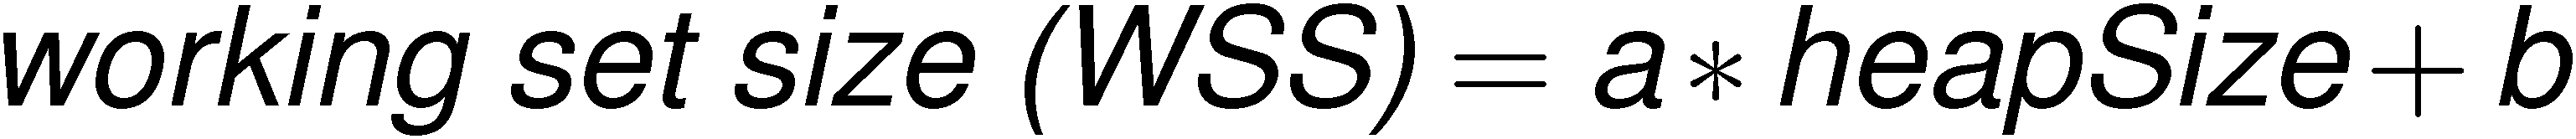 working set size (WSS) = a * heapSize + b